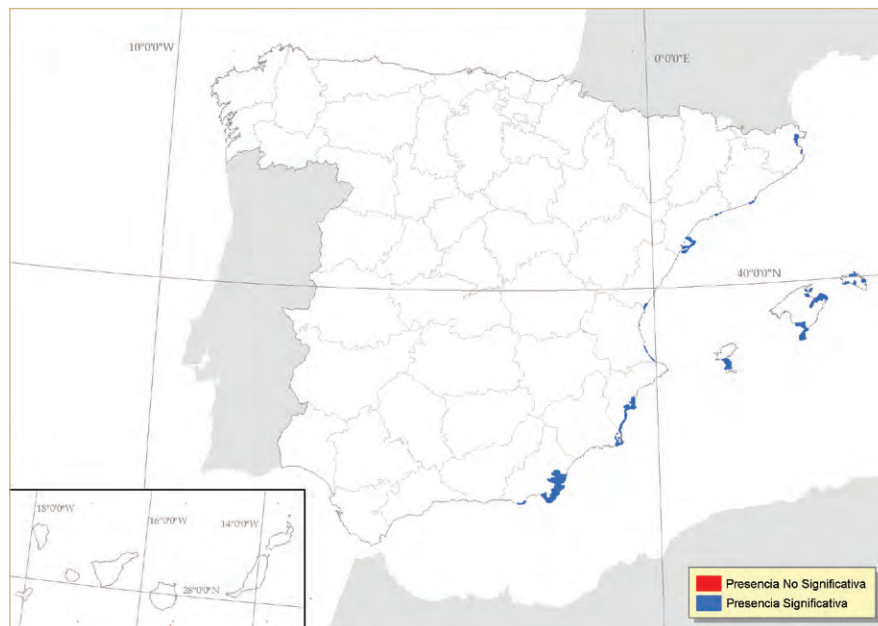 10°0'0"W
0°0'0"E
40°0'0"N
18°0'0"W
16°0'0"W
14°0'0"W
28°0'0"N
Presencia No Significativa
Presencia Significativa